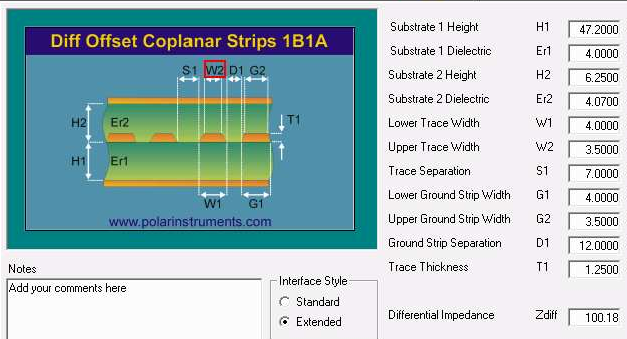 Diff Offset Coplanar Strips 1B1A
S1 W2 D1 G2
H2 Er2 T1
H1 Er1
W1 G1
www.polarinstruments.com
Substrate 1 Height H1 47.2000
Substrate 1 Dielectric Er1 4.0000
Substrate 2 Height H2 6.2500
Substrate 2 Dielectric Er2 4.0700
Lower Trace Width W1 4.0000
Upper Trace Width W2 3.5000
Trace Separation S1 7.0000
Lower Ground Strip Width G1 4.0000
Upper Ground Strip Width G2 3.5000
Ground Strip Separation D1 12.0000
Trace Thickness T1 1.2500
Notes
Add your comments here
Interface Style
Standard
Extended
Differential Impedance Zdiff 100.18